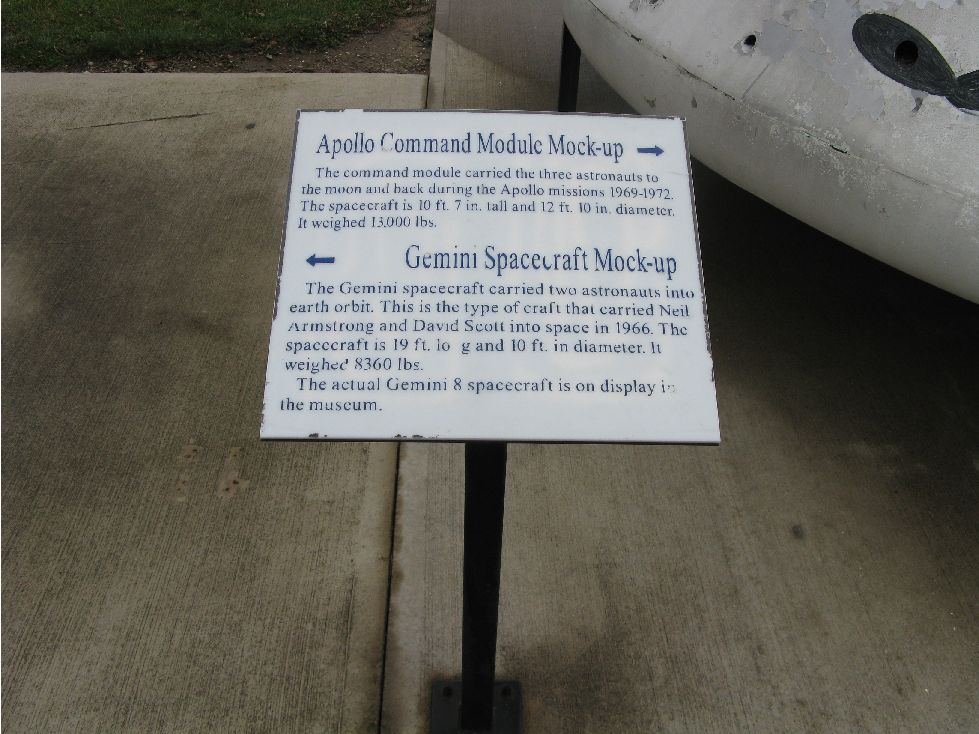 Apollo Command Module Mock-up →
The command module carried the three astronauts to
the moon and back during the Apollo missions 1969-1972.
The spacecraft is 10 ft. 7 in. tall and 12 ft. 10 in. diameter.
It weighed 13,000 lbs.
← Gemini Spacecraft Mock-up
The Gemini spacecraft carried two astronauts into
earth orbit. This is the type of craft that carried Neil
Armstrong and David Scott into space in 1966. The
spacecraft is 19 ft. long and 10 ft. in diameter. It
weighed 8360 lbs.
The actual Gemini 8 spacecraft is on display in
the museum.